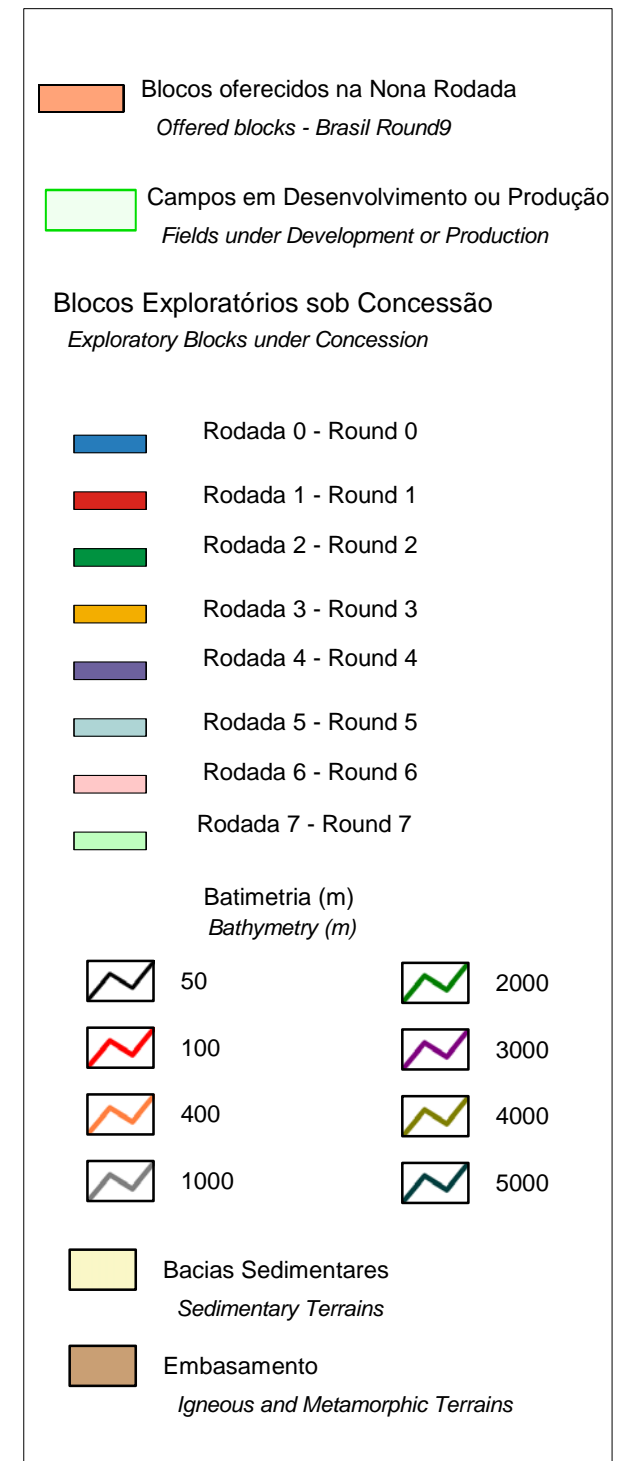 Blocos oferecidos na Nona Rodada
Offered blocks - Brasil Round9
Campos em Desenvolvimento ou Produção
Fields under Development or Production
Blocos Exploratórios sob Concessão
Exploratory Blocks under Concession
Rodada 0 - Round 0
Rodada 1 - Round 1
Rodada 2 - Round 2
Rodada 3 - Round 3
Rodada 4 - Round 4
Rodada 5 - Round 5
Rodada 6 - Round 6
Rodada 7 - Round 7
Batimetria (m)
Bathymetry (m)
50 2000
100 3000
400 4000
1000 5000
Bacias Sedimentares
Sedimentary Terrains
Embasamento
Igneous and Metamorphic Terrains